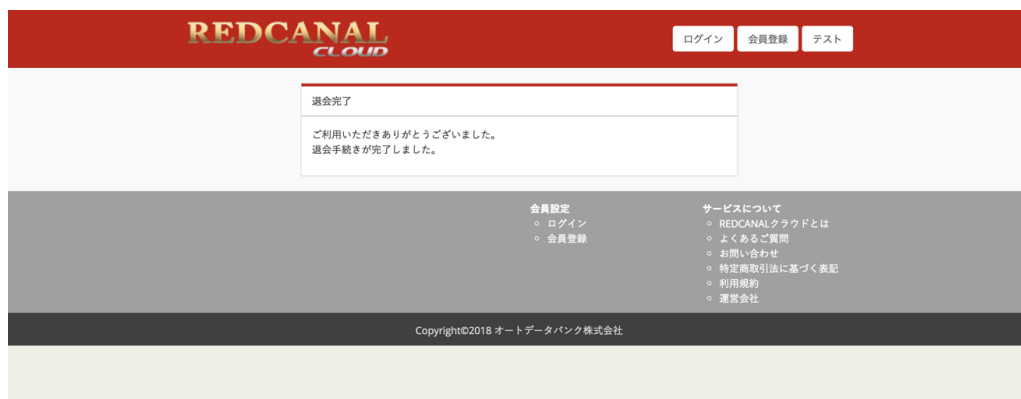 REDCANAL
CLOUD
ログイン
会員登録
テスト
退会完了
ご利用いただきありがとうございました。
退会手続きが完了しました。
会員設定
ログイン
会員登録
サービスについて
REDCANALクラウドとは
よくあるご質問
お問い合わせ
特定商取引法に基づく表記
利用規約
運営会社
Copyright©2018 オートデータバンク株式会社